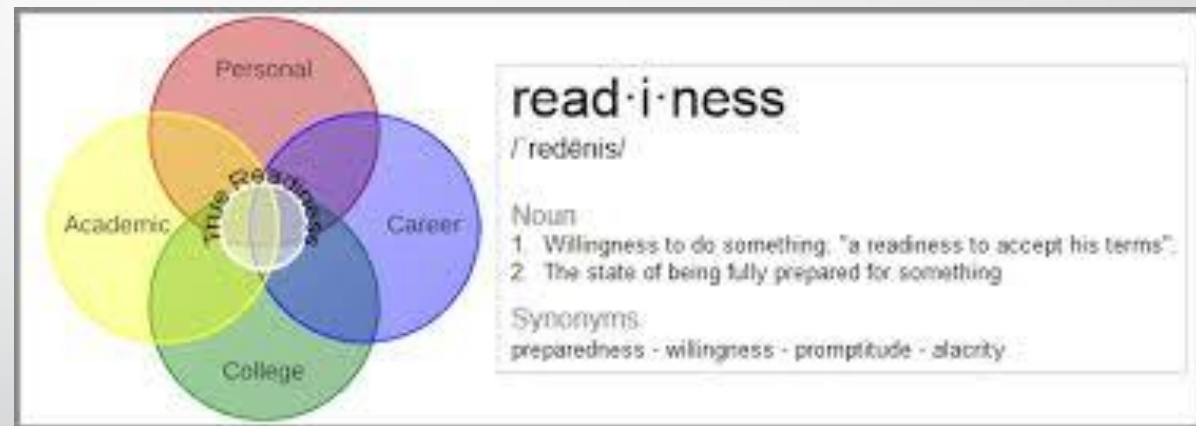 Personal
Academic
True Readiness
Career
College
read·i·ness
/ˈredēnis/
Noun
1. Willingness to do something: "a readiness to accept his terms".
2. The state of being fully prepared for something
Synonyms
preparedness - willingness - promptitude - alacrity